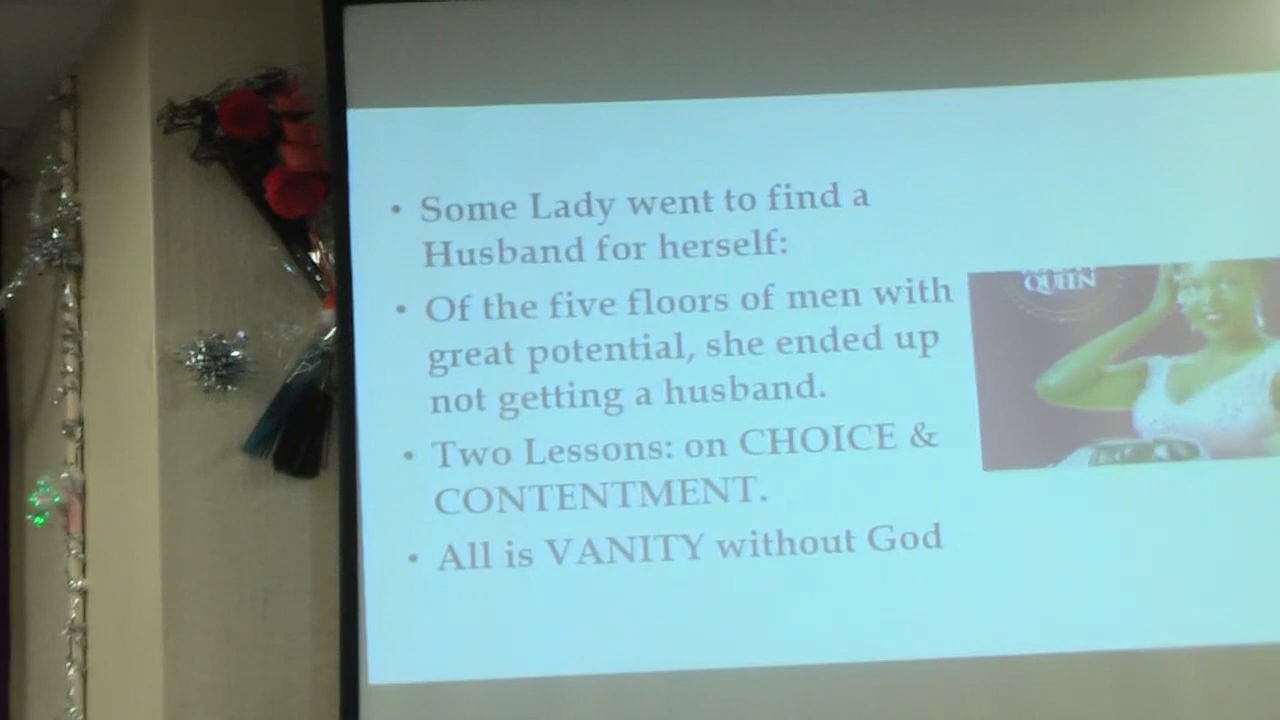 • Some Lady went to find a
Husband for herself:
• Of the five floors of men with
great potential, she ended up
not getting a husband.
• Two Lessons: on CHOICE &
CONTENTMENT.
• All is VANITY without God
QUEEN